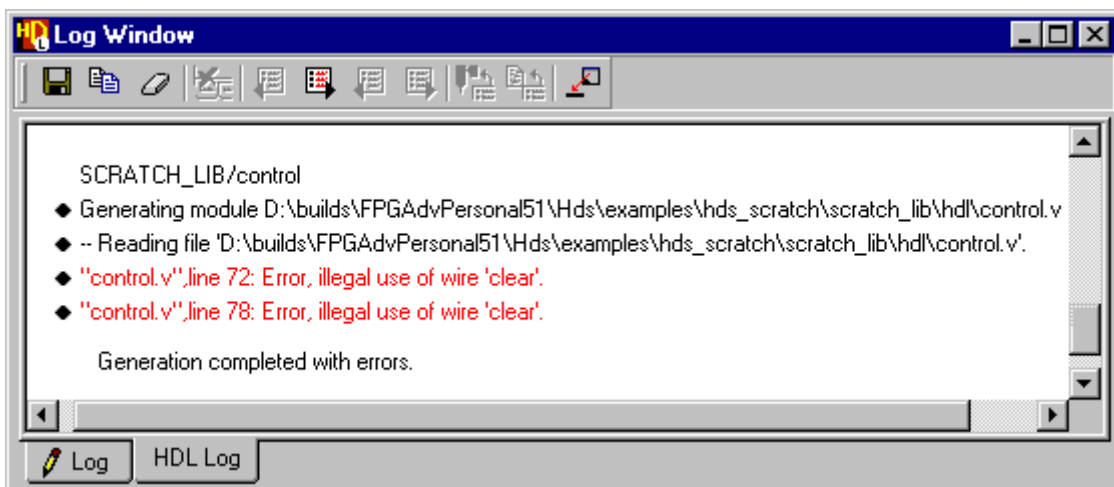 Log Window
SCRATCH_LIB/control
Generating module D:\builds\FPGAdvPersonal51\Hds\examples\hds_scratch\scratch_lib\hdl\control.v
-- Reading file 'D:\builds\FPGAdvPersonal51\Hds\examples\hds_scratch\scratch_lib\hdl\control.v'.
"control.v",line 72: Error, illegal use of wire 'clear'.
"control.v",line 78: Error, illegal use of wire 'clear'.
Generation completed with errors.
Log HDL Log